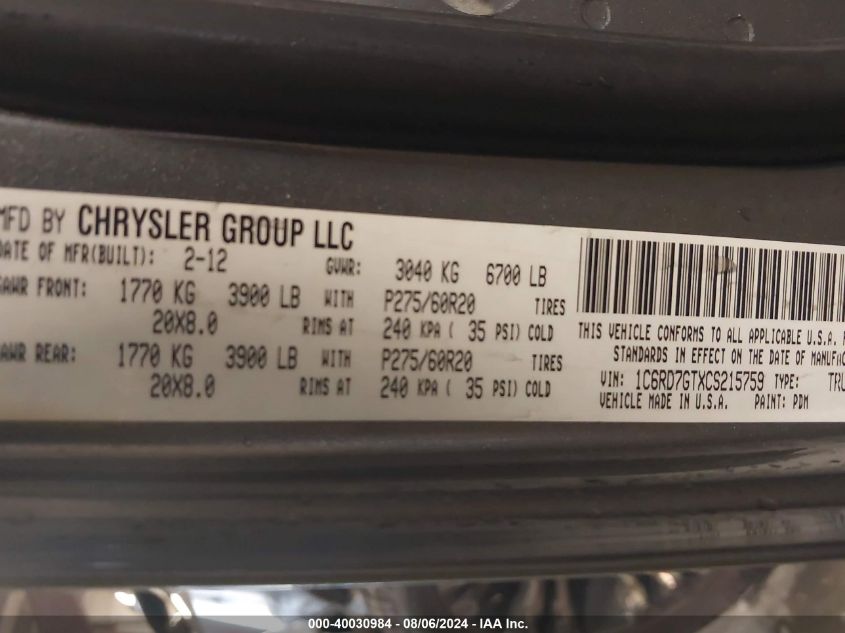 MFD BY CHRYSLER GROUP LLC
DATE OF MFR(BUILT): 2-12 GVWR: 3040 KG 6700 LB
GAWR FRONT: 1770 KG 3900 LB WITH P275/60R20 TIRES
20X8.0 RIMS AT 240 KPA ( 35 PSI) COLD
GAWR REAR: 1770 KG 3900 LB WITH P275/60R20 TIRES
20X8.0 RIMS AT 240 KPA ( 35 PSI) COLD
THIS VEHICLE CONFORMS TO ALL APPLICABLE U.S.A.
STANDARDS IN EFFECT ON THE DATE OF
VIN: 1C6RD7GTXCS215759 TYPE:
VEHICLE MADE IN U.S.A. PAINT: PDM
000-40030984 - 08/06/2024 - IAA Inc.